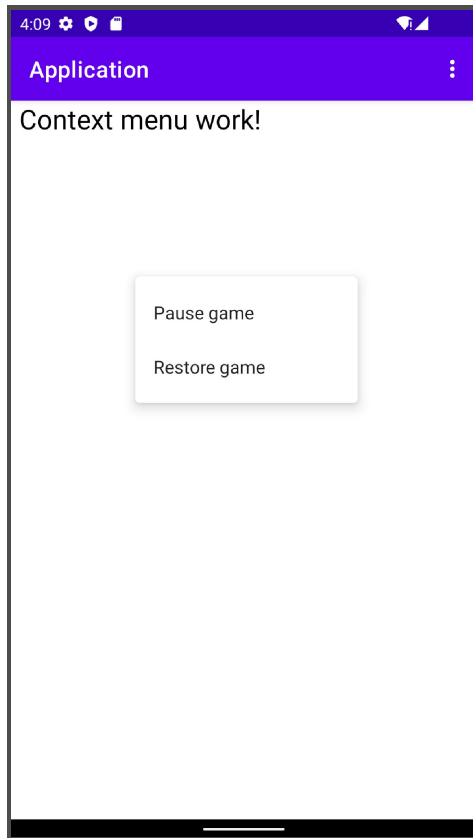 4:09
Application
Context menu work!
Pause game
Restore game